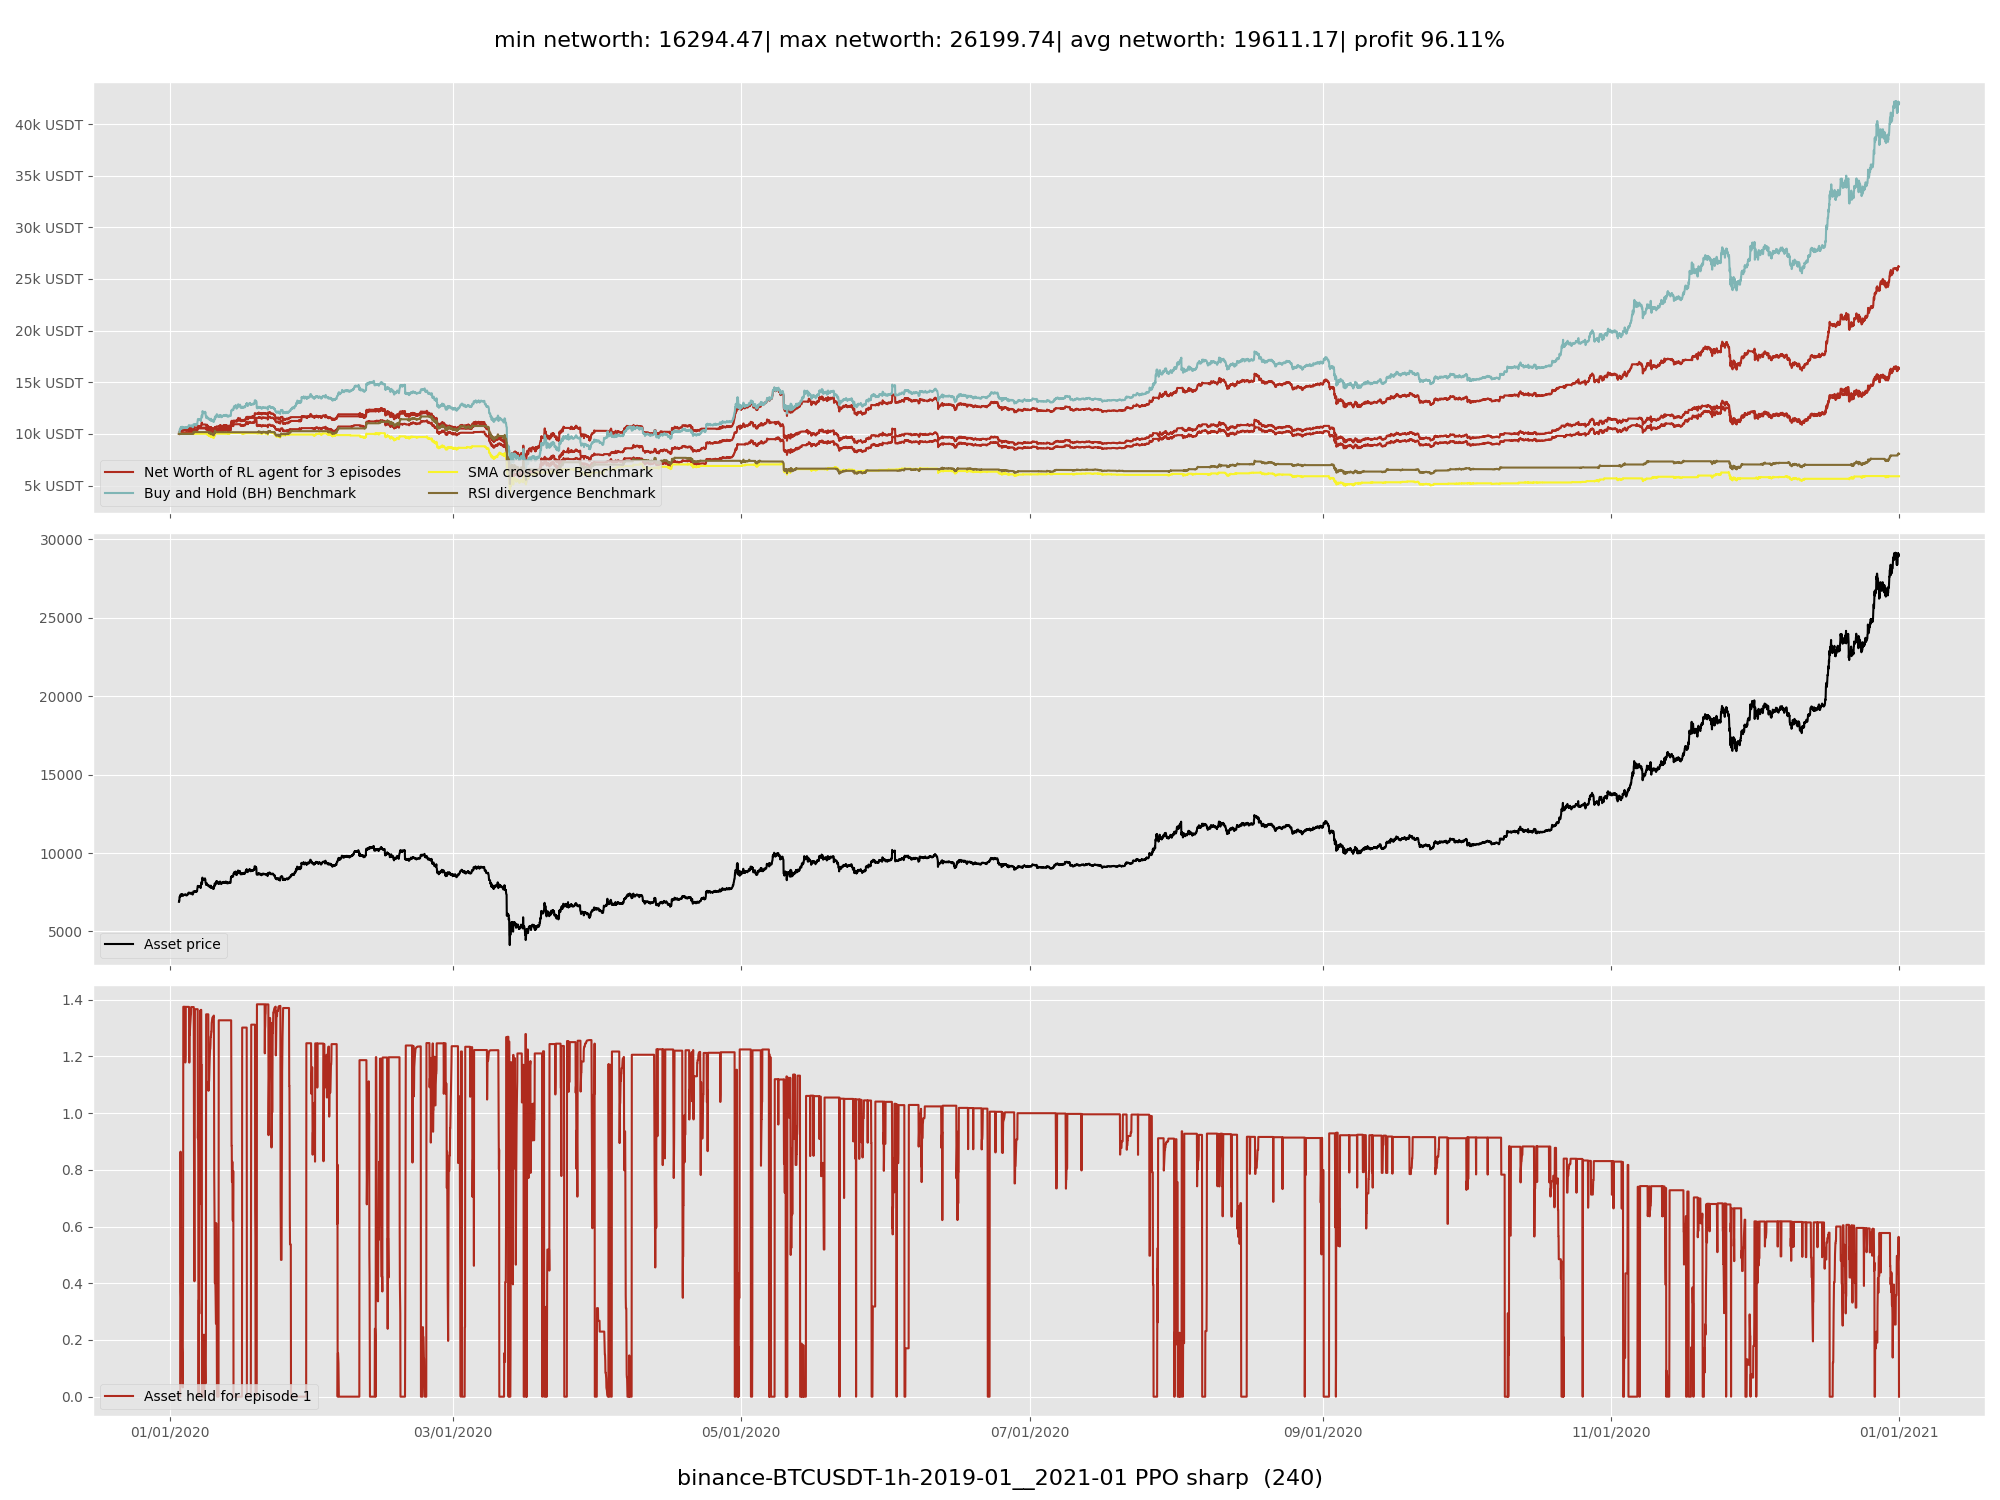 min networth: 16294.47| max networth: 26199.74| avg networth: 19611.17| profit 96.11%
40k USDT
35k USDT
30k USDT
25k USDT
20k USDT
15k USDT
10k USDT
5k USDT
Net Worth of RL agent for 3 episodes
Buy and Hold (BH) Benchmark
SMA crossover Benchmark
RSI divergence Benchmark
30000
25000
20000
15000
10000
5000
Asset price
1.4
1.2
1.0
0.8
0.6
0.4
0.2
0.0
Asset held for episode 1
01/01/2020 03/01/2020 05/01/2020 07/01/2020 09/01/2020 11/01/2020 01/01/2021
binance-BTCUSDT-1h-2019-01__2021-01 PPO sharp (240)